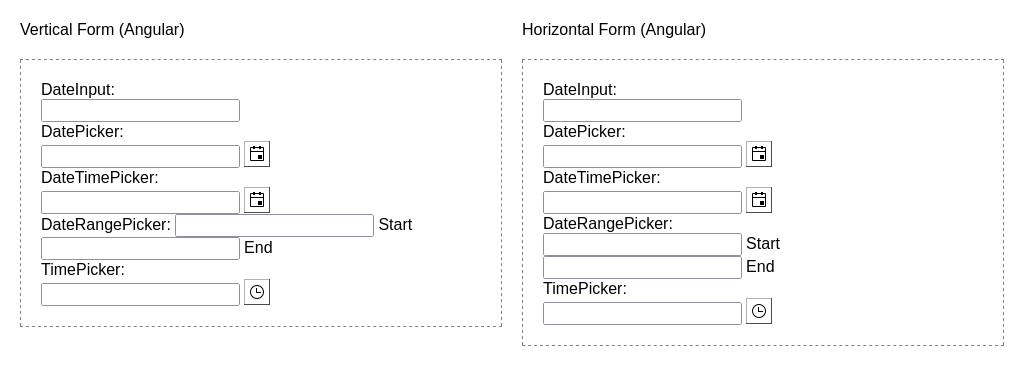 Vertical Form (Angular)
DateInput:
DatePicker:
DateTimePicker:
DateRangePicker: Start
End
TimePicker:
Horizontal Form (Angular)
DateInput:
DatePicker:
DateTimePicker:
DateRangePicker:
Start
End
TimePicker: